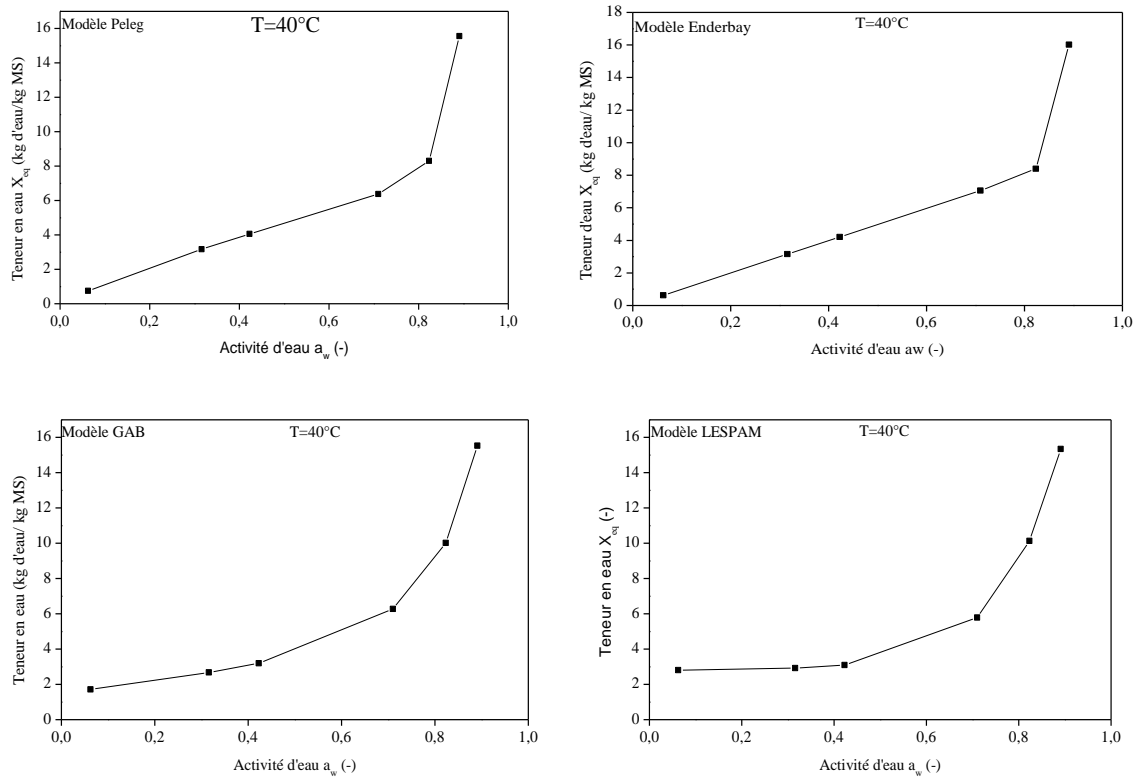 Modèle Peleg
T=40°C
Teneur en eau Xeq (kg d'eau/kg MS)
16
14
12
10
8
6
4
2
0
0,0 0,2 0,4 0,6 0,8 1,0
Activité d'eau aw (-)
Modèle Enderbay
T=40°C
Teneur d'eau Xeq (kg d'eau/ kg MS)
18
16
14
12
10
8
6
4
2
0
0,0 0,2 0,4 0,6 0,8 1,0
Activité d'eau aw (-)
Modèle GAB
T=40°C
Teneur en eau (kg d'eau/ kg MS)
16
14
12
10
8
6
4
2
0
0,0 0,2 0,4 0,6 0,8 1,0
Activité d'eau aw (-)
Modèle LESPAM
T=40°C
Teneur en eau Xeq (-)
16
14
12
10
8
6
4
2
0
0,0 0,2 0,4 0,6 0,8 1,0
Activité d'eau aw (-)